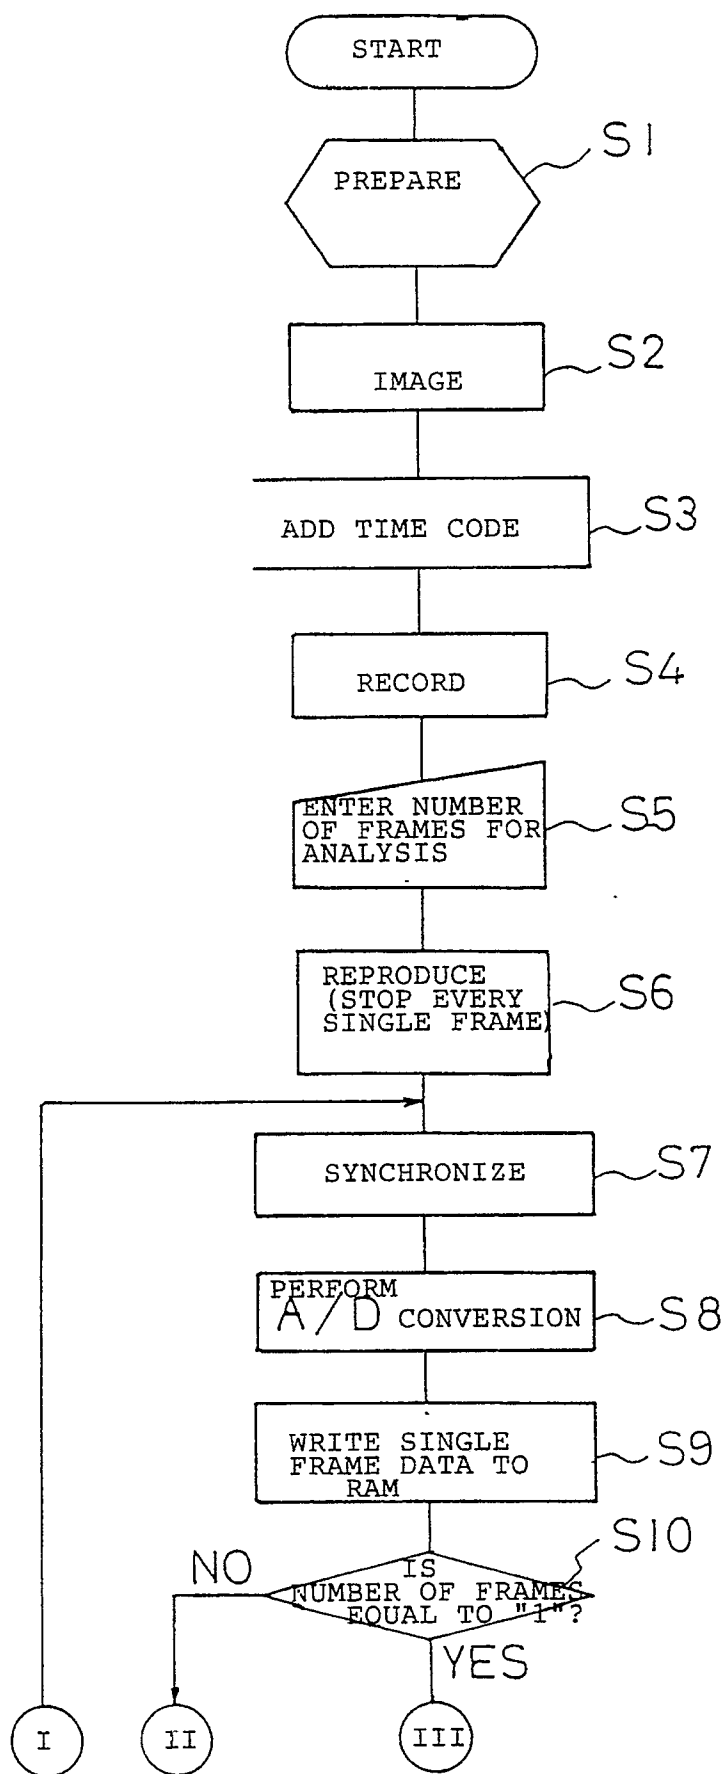 START
PREPARE
S1
IMAGE
S2
ADD TIME CODE
S3
RECORD
S4
ENTER NUMBER
OF FRAMES FOR
ANALYSIS
S5
REPRODUCE
(STOP EVERY
SINGLE FRAME)
S6
SYNCHRONIZE
S7
PERFORM
A/D CONVERSION
S8
WRITE SINGLE
FRAME DATA TO
RAM
S9
IS
NUMBER OF FRAMES
EQUAL TO "1"?
S10
NO
YES
I
II
III